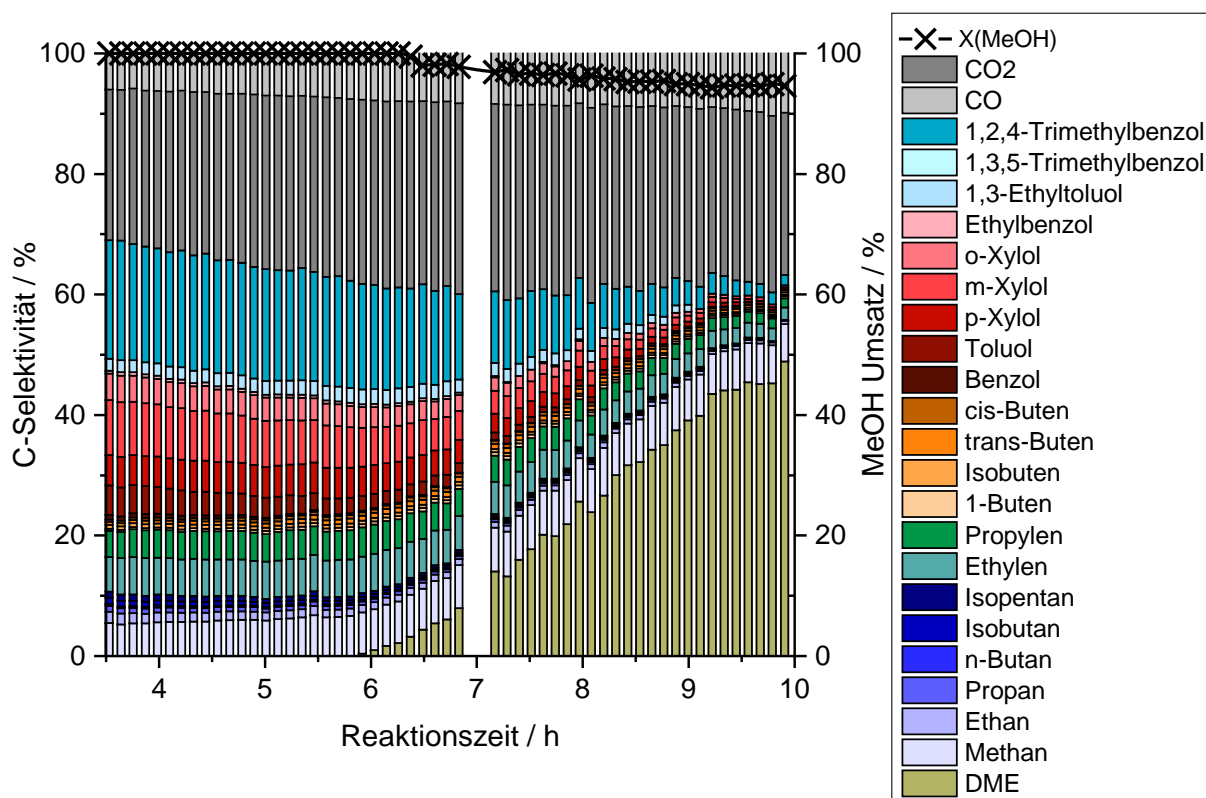 C-Selektivität / %
100
80
60
40
20
0
4
5
6
7
8
9
10
Reaktionszeit / h
100
80
60
40
20
0
MeOH Umsatz / %
X(MeOH)
CO2
CO
1,2,4-Trimethylbenzol
1,3,5-Trimethylbenzol
1,3-Ethyltoluol
Ethylbenzol
o-Xylol
m-Xylol
p-Xylol
Toluol
Benzol
cis-Buten
trans-Buten
Isobuten
1-Buten
Propylen
Ethylen
Isopentan
Isobutan
n-Butan
Propan
Ethan
Methan
DME